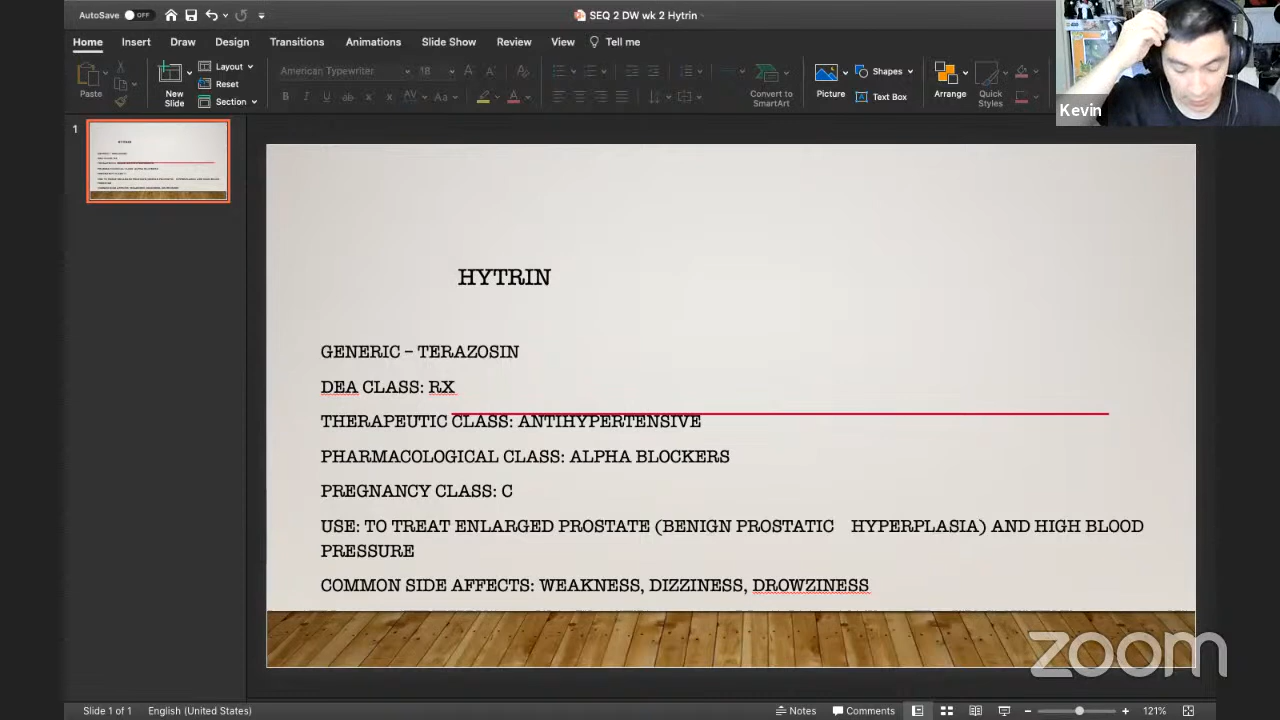 AutoSave OFF
SEQ 2 DW wk 2 Hytrin
Home Insert Draw Design Transitions Animations Slide Show Review View Tell me
Paste
New Slide
Layout
Reset
Section
American Typewriter 18
B I U ab x x AV Aa A
Convert to SmartArt
Picture
Shapes
Text Box
Arrange
Quick Styles
Kevin
1
HYTRIN
GENERIC – TERAZOSIN
DEA CLASS: RX
THERAPEUTIC CLASS: ANTIHYPERTENSIVE
PHARMACOLOGICAL CLASS: ALPHA BLOCKERS
PREGNANCY CLASS: C
USE: TO TREAT ENLARGED PROSTATE (BENIGN PROSTATIC HYPERPLASIA) AND HIGH BLOOD
PRESSURE
COMMON SIDE AFFECTS: WEAKNESS, DIZZINESS, DROWZINESS
zoom
Slide 1 of 1 English (United States) Notes Comments 121%